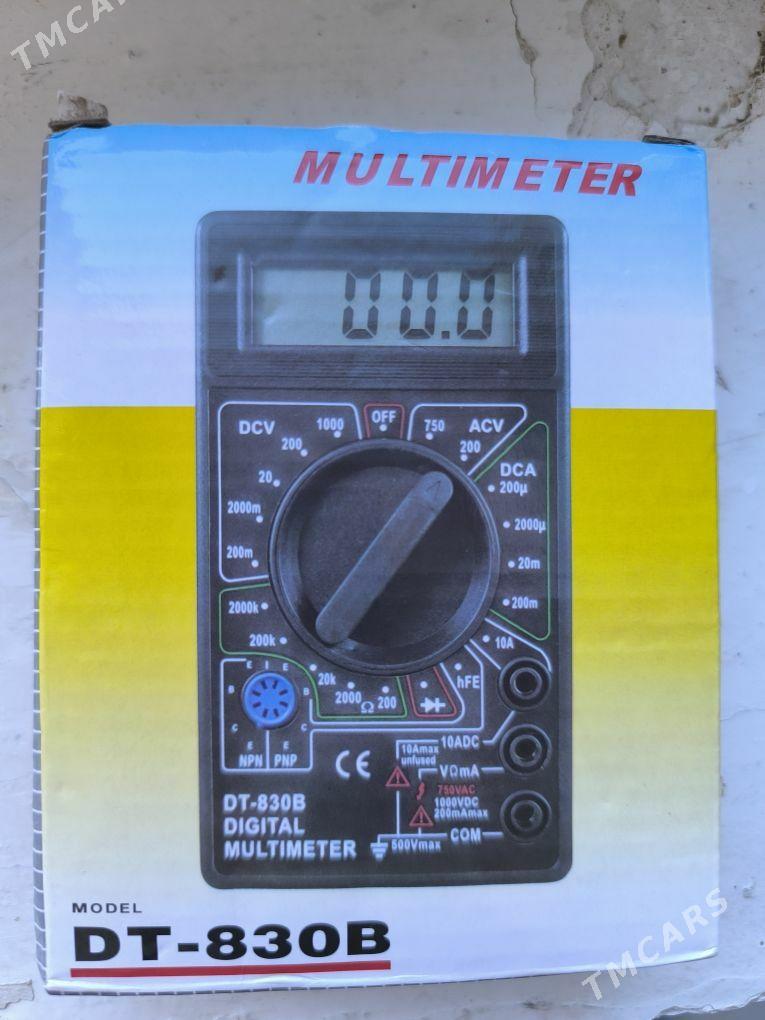 TMCARS
MULTIMETER
00.0
DCV 1000 OFF 750 ACV
200 200
20 DCA
200µ
2000m 2000µ
200m 20m
2000k 200m
200k 10A
20k 2000 Ω 200 hFE
E E E
B B
C C
E E
NPN PNP
CE
10Amax
unfused
10ADC
VΩmA
750VAC
1000VDC
200mAmax
COM
500Vmax
DT-830B
DIGITAL
MULTIMETER
MODEL
DT-830B
TMCARS